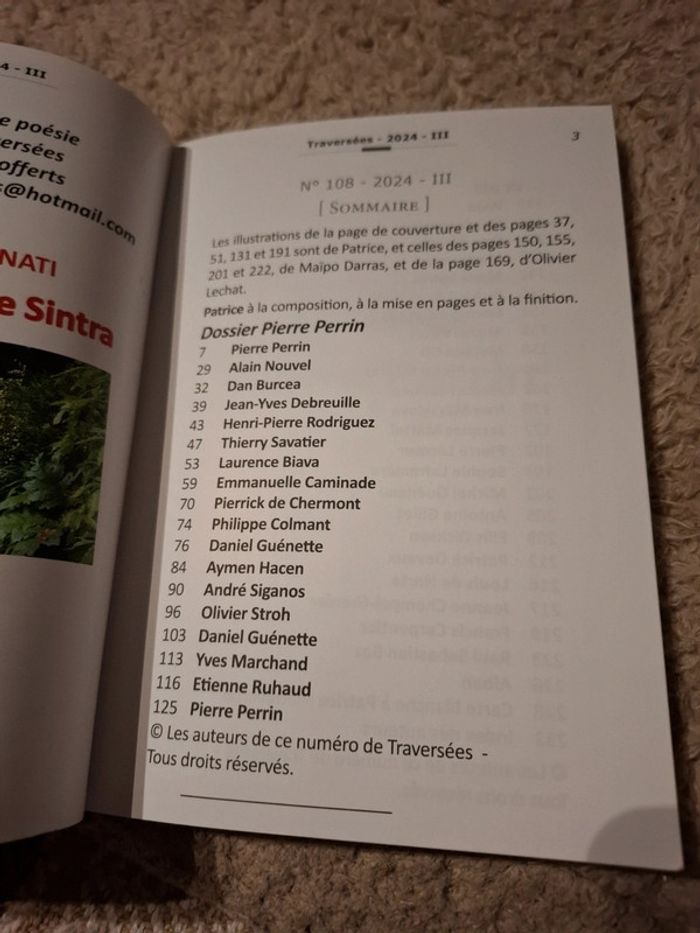 4 - III
e poésie
ersées
offerts
s@hotmail.com
NATI
e Sintra
Traversées - 2024 - III
3
N° 108 - 2024 - III
[ SOMMAIRE ]
Les illustrations de la page de couverture et des pages 37,
51, 131 et 191 sont de Patrice, et celles des pages 150, 155,
201 et 222, de Maïpo Darras, et de la page 169, d'Olivier
Lechat.
Patrice à la composition, à la mise en pages et à la finition.
Dossier Pierre Perrin
7 Pierre Perrin
29 Alain Nouvel
32 Dan Burcea
39 Jean-Yves Debreuille
43 Henri-Pierre Rodriguez
47 Thierry Savatier
53 Laurence Biava
59 Emmanuelle Caminade
70 Pierrick de Chermont
74 Philippe Colmant
76 Daniel Guénette
84 Aymen Hacen
90 André Siganos
96 Olivier Stroh
103 Daniel Guénette
113 Yves Marchand
116 Etienne Ruhaud
125 Pierre Perrin
© Les auteurs de ce numéro de Traversées -
Tous droits réservés.